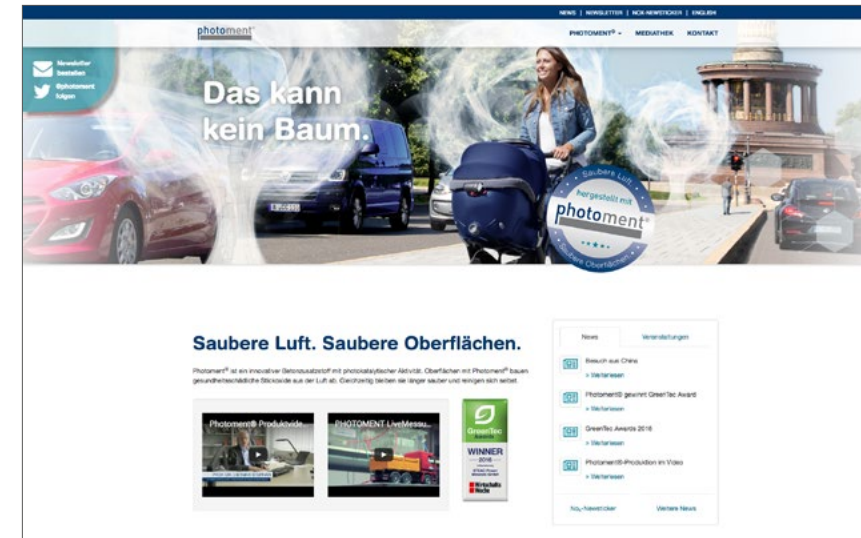 NEWS | NEWSLETTER | NOX-NEWSTICKER | ENGLISH
photoment®
PHOTOMENT®
MEDIATHEK
KONTAKT
Newsletter
bestellen
@photoment
folgen
Das kann
kein Baum.
Saubere Luft
hergestellt mit
photoment®
Saubere Oberflächen
Saubere Luft. Saubere Oberflächen.
Photoment® ist ein innovativer Betonzusatzstoff mit photokatalytischer Aktivität. Oberflächen mit Photoment® bauen
gesundheitsschädliche Stickoxide aus der Luft ab. Gleichzeitig bleiben sie länger sauber und reinigen sich selbst.
Photoment® Produktvide...
PHOTOMENT LiveMessu...
GreenTec
Awards
WINNER
2016
Wirtschafts
Woche
News
Veranstaltungen
Besuch aus China
» Weiterlesen
Photoment® gewinnt GreenTec Award
» Weiterlesen
GreenTec Awards 2016
» Weiterlesen
Photoment®-Produktion im Video
» Weiterlesen
Noₓ-Newsticker
Weitere News